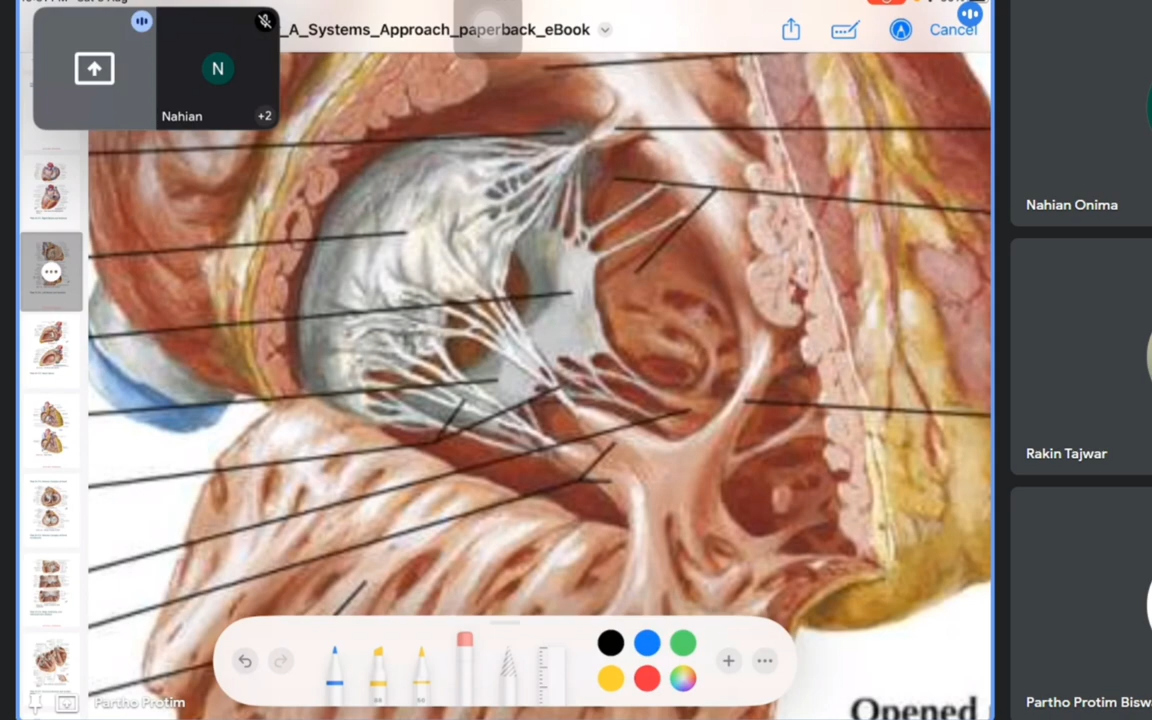 _A_Systems_Approach_paperback_eBook
Cancel
N
Nahian
+2
Nahian Onima
Rakin Tajwar
Partho Protim
Partho Protim Bisw
Opened